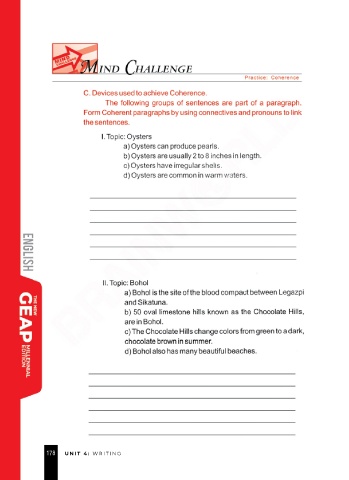 MIND CHALLENGE
Practice: Coherence
C. Devices used to achieve Coherence.
The following groups of sentences are part of a paragraph.
Form Coherent paragraphs by using connectives and pronouns to link
the sentences.
I. Topic: Oysters
a) Oysters can produce pearls.
b) Oysters are usually 2 to 8 inches in length.
c) Oysters have irregular shells.
d) Oysters are common in warm waters.
II. Topic: Bohol
a) Bohol is the site of the blood compact between Legazpi
and Sikatuna.
b) 50 oval limestone hills known as the Chocolate Hills,
are in Bohol.
c) The Chocolate Hills change colors from green to a dark,
chocolate brown in summer.
d) Bohol also has many beautiful beaches.
ENGLISH
THE NEW
GEAP
MILLENNIAL
EDITION
178 UNIT 4: WRITING